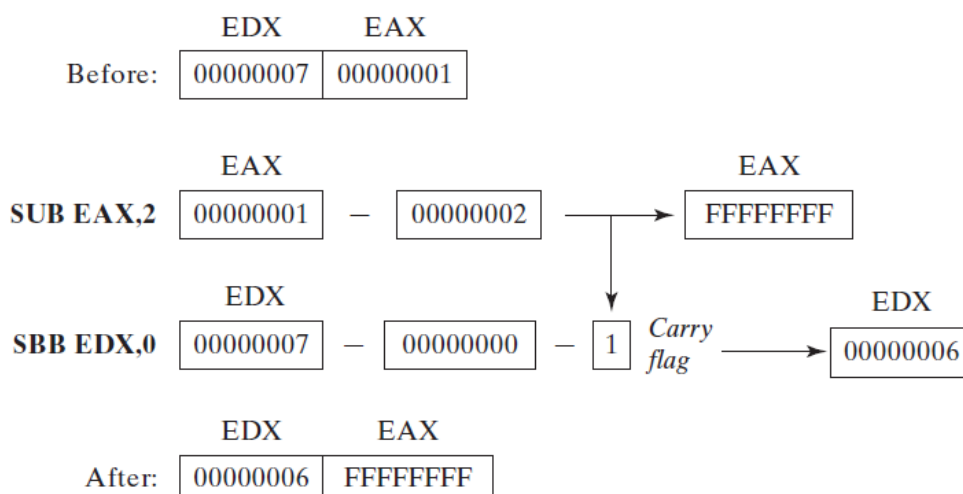 EDX EAX
Before: 00000007 00000001
EAX EAX
SUB EAX,2 00000001 − 00000002 FFFFFFFF
EDX EDX
SBB EDX,0 00000007 − 00000000 − 1 Carry flag 00000006
EDX EAX
After: 00000006 FFFFFFFF